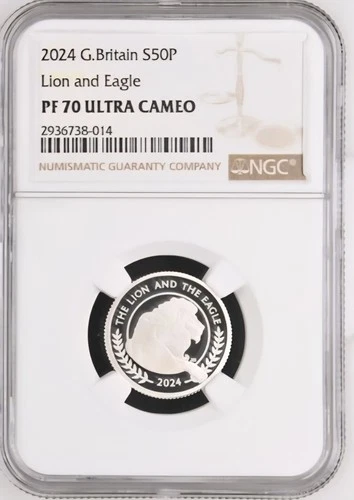 2024 G.Britain S50P
Lion and Eagle
PF 70 ULTRA CAMEO
2936738-014
NUMISMATIC GUARANTY COMPANY
NGC
THE LION AND THE EAGLE
2024